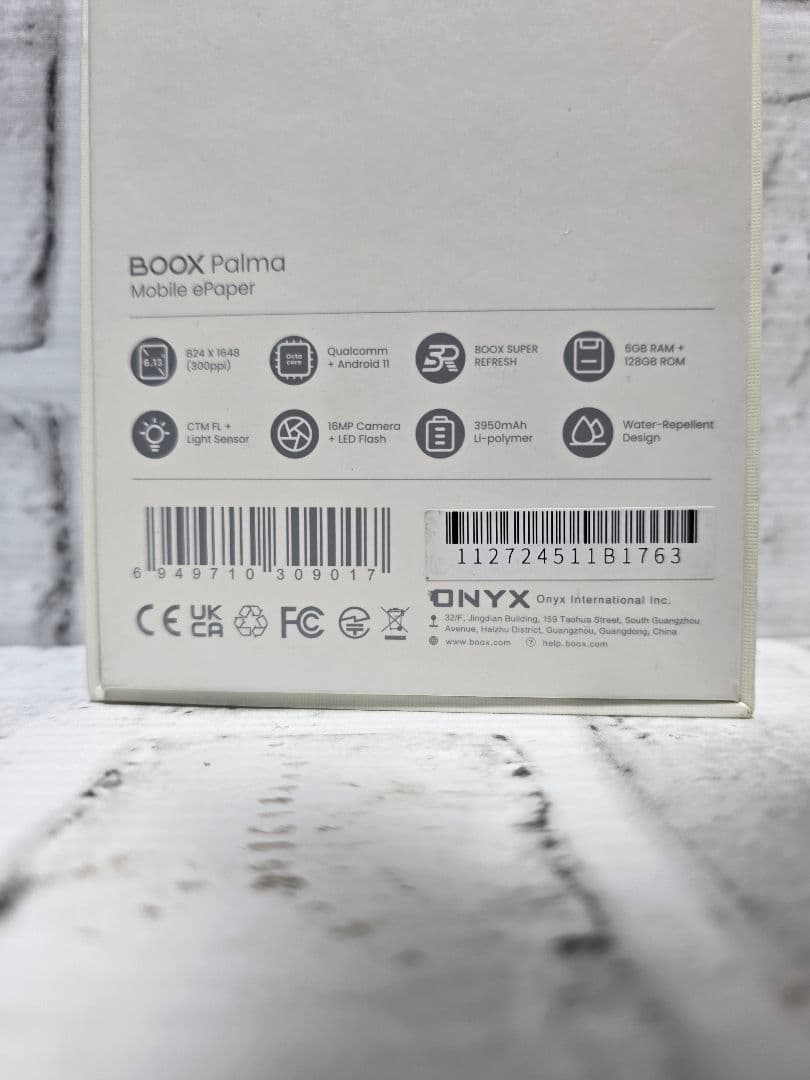 BOOX Palma
Mobile ePaper
6.13
824 X 1648
(300ppi)
Octa
core
Qualcomm
+ Android 11
BOOX SUPER
REFRESH
6GB RAM +
128GB ROM
CTM FL +
Light Sensor
16MP Camera
+ LED Flash
3950mAh
Li-polymer
Water-Repellent
Design
6 949710 309017
112724511B1763
CE UK CA FC
ONYX Onyx International Inc.
32/F, Jingdian Building, 159 Taohua Street, South Guangzhou
Avenue, Haizhu District, Guangzhou, Guangdong, China
www.boox.com help.boox.com